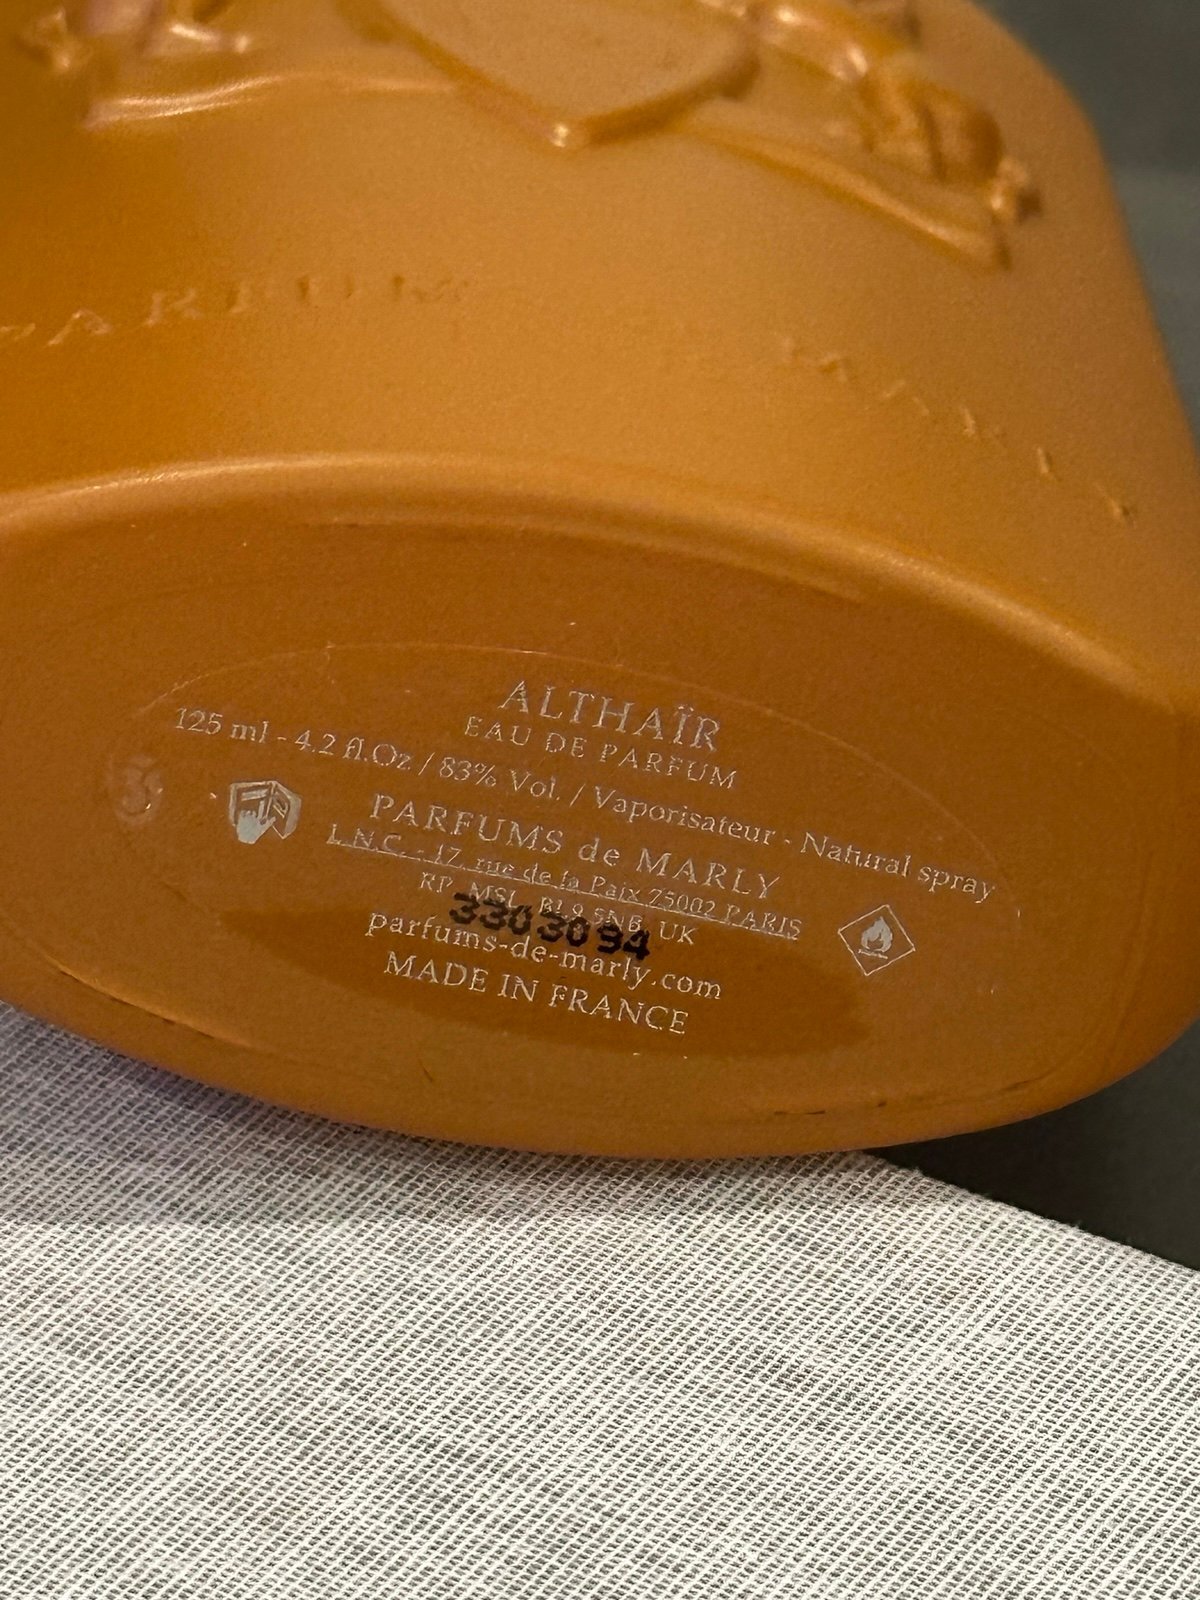 PARFUMS
MARLY
ALTHAÏR
EAU DE PARFUM
125 ml - 4.2 fl.Oz / 83% Vol. / Vaporisateur - Natural spray
PARFUMS de MARLY
L.N.C. - 17, rue de la Paix 75002 PARIS
RP MSL BL9 5NB UK
3303094
parfums-de-marly.com
MADE IN FRANCE